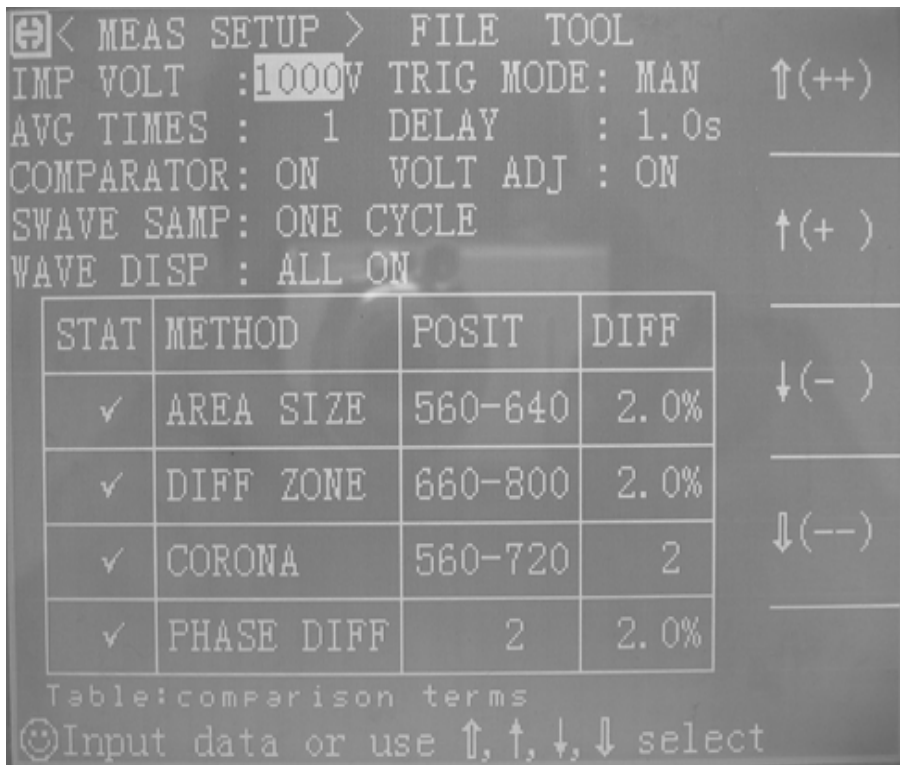 < MEAS SETUP > FILE TOOL
IMP VOLT :1000V TRIG MODE: MAN
AVG TIMES : 1 DELAY : 1.0s
COMPARATOR: ON VOLT ADJ : ON
SWAVE SAMP: ONE CYCLE
WAVE DISP : ALL ON
STAT METHOD POSIT DIFF
✓ AREA SIZE 560-640 2.0%
✓ DIFF ZONE 660-800 2.0%
✓ CORONA 560-720 2
✓ PHASE DIFF 2 2.0%
Table:comparison terms
Input data or use ⇑,↑,↓,⇓ select
⇑(++)
↑(+ )
↓(- )
⇓(--)